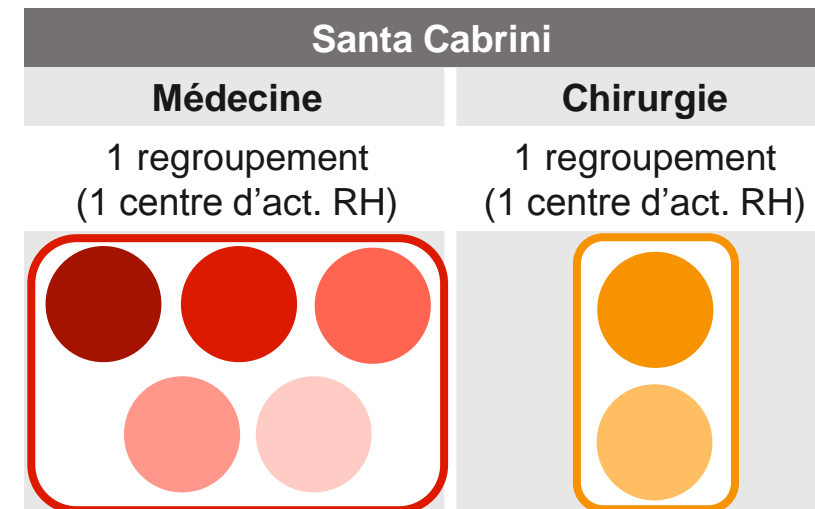 Santa Cabrini
Médecine
Chirurgie
1 regroupement
(1 centre d'act. RH)
1 regroupement
(1 centre d'act. RH)